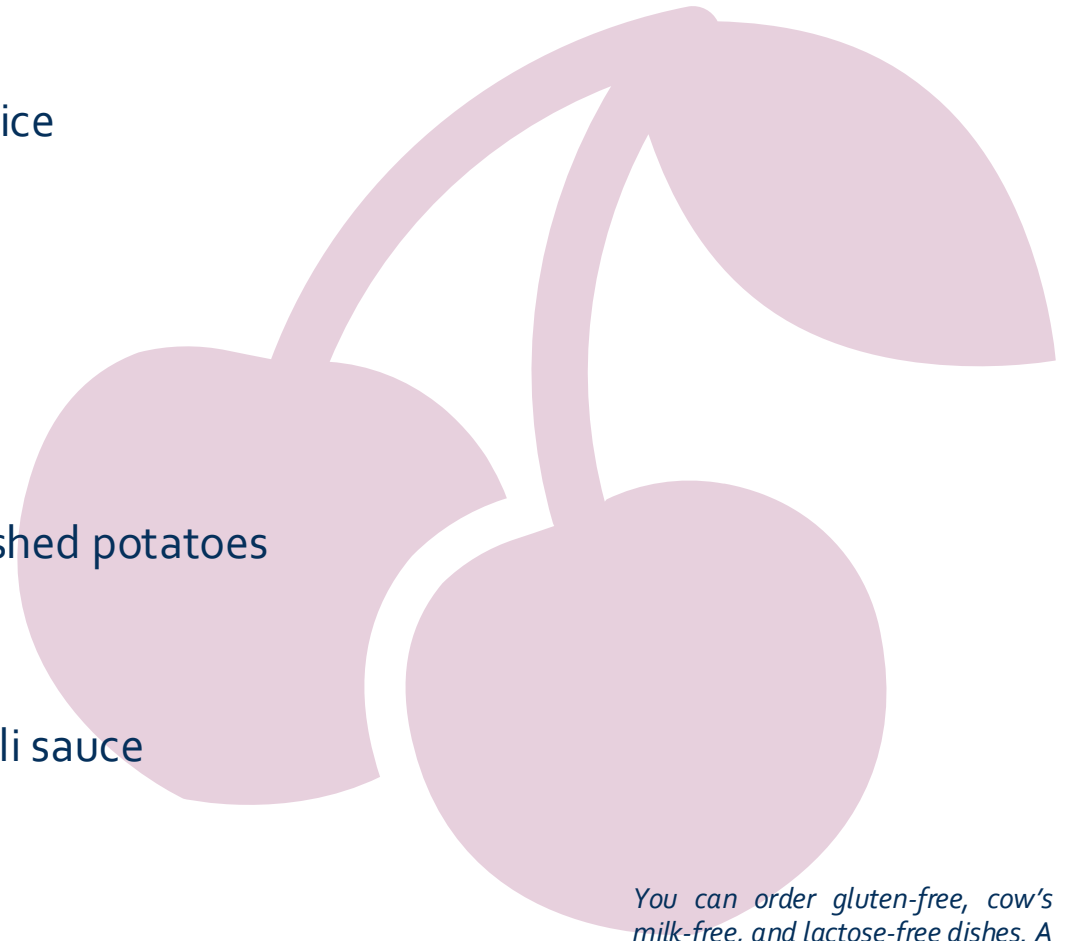 ice
shed potatoes
li sauce
You can order gluten-free, cow’s
milk-free, and lactose-free dishes. A